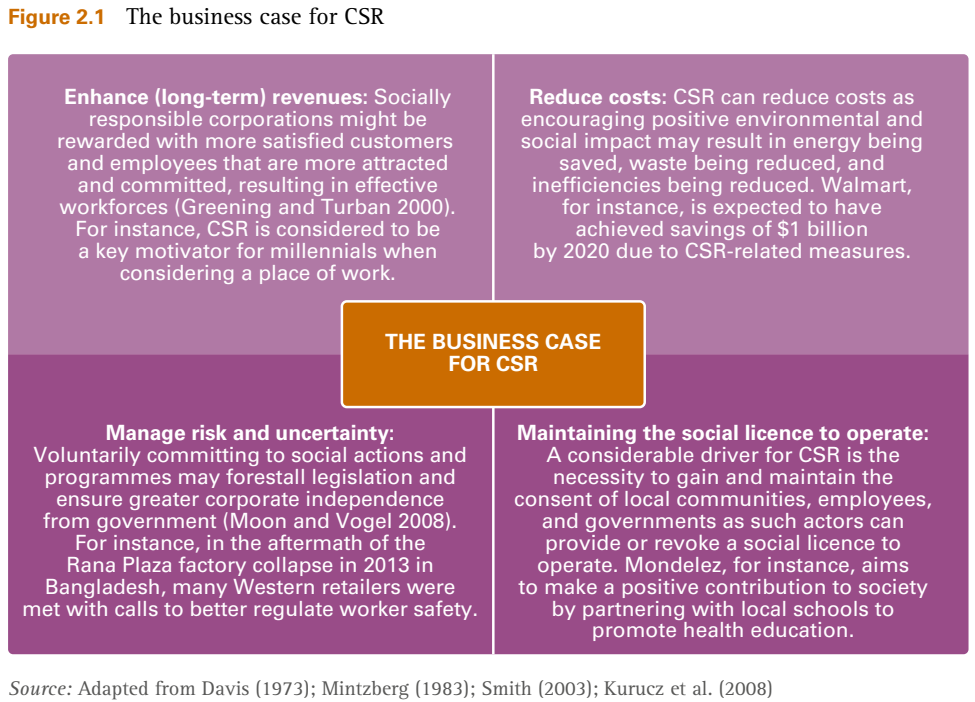 Figure 2.1 The business case for CSR
Enhance (long-term) revenues: Socially
responsible corporations might be
rewarded with more satisfied customers
and employees that are more attracted
and committed, resulting in effective
workforces (Greening and Turban 2000).
For instance, CSR is considered to be
a key motivator for millennials when
considering a place of work.
Reduce costs: CSR can reduce costs as
encouraging positive environmental and
social impact may result in energy being
saved, waste being reduced, and
inefficiencies being reduced. Walmart,
for instance, is expected to have
achieved savings of $1 billion
by 2020 due to CSR-related measures.
THE BUSINESS CASE
FOR CSR
Manage risk and uncertainty:
Voluntarily committing to social actions and
programmes may forestall legislation and
ensure greater corporate independence
from government (Moon and Vogel 2008).
For instance, in the aftermath of the
Rana Plaza factory collapse in 2013 in
Bangladesh, many Western retailers were
met with calls to better regulate worker safety.
Maintaining the social licence to operate:
A considerable driver for CSR is the
necessity to gain and maintain the
consent of local communities, employees,
and governments as such actors can
provide or revoke a social licence to
operate. Mondelez, for instance, aims
to make a positive contribution to society
by partnering with local schools to
promote health education.
Source: Adapted from Davis (1973); Mintzberg (1983); Smith (2003); Kurucz et al. (2008)